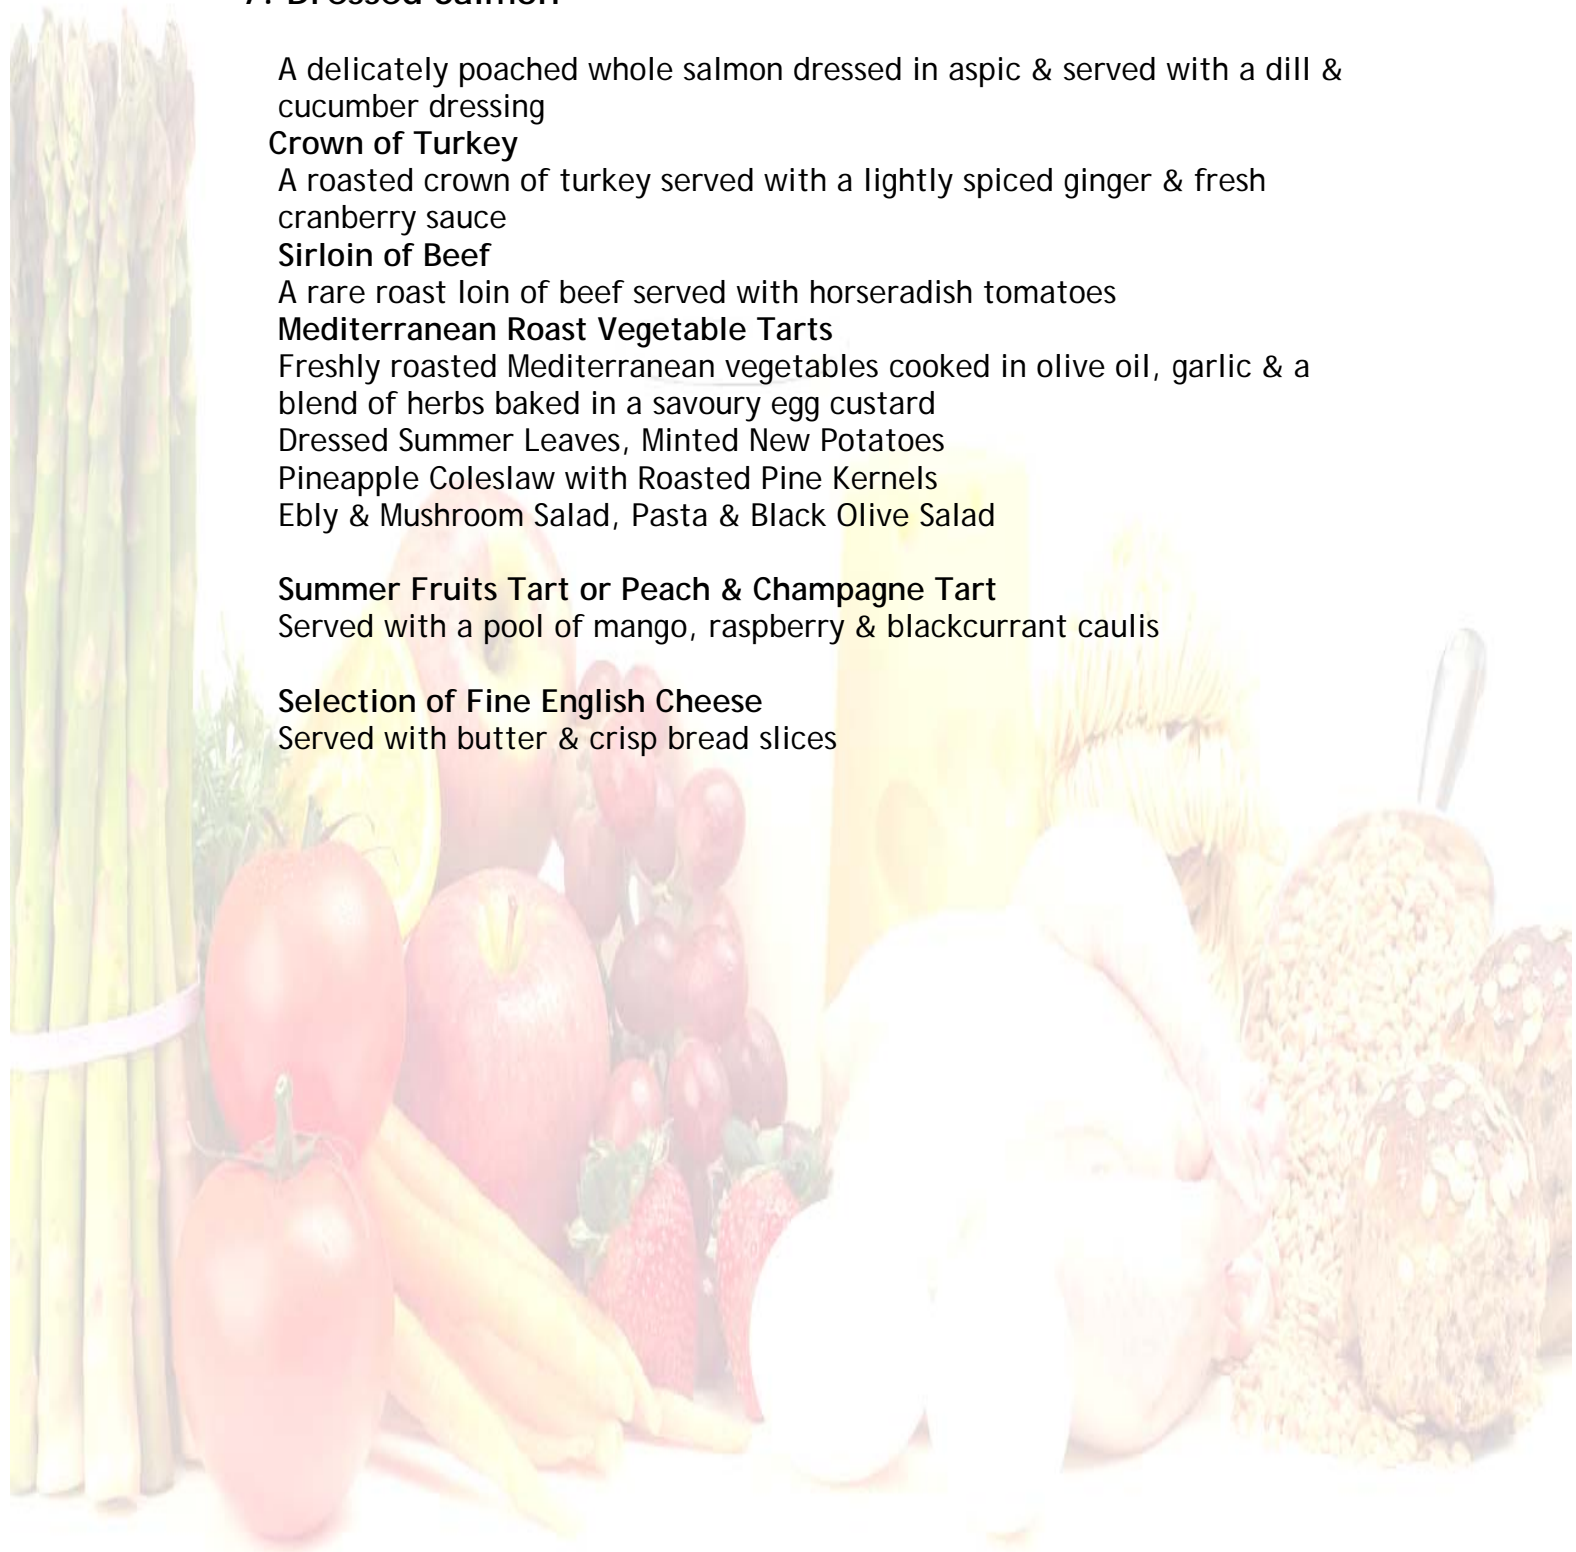 7. Dressed Salmon
A delicately poached whole salmon dressed in aspic & served with a dill &
cucumber dressing
Crown of Turkey
A roasted crown of turkey served with a lightly spiced ginger & fresh
cranberry sauce
Sirloin of Beef
A rare roast loin of beef served with horseradish tomatoes
Mediterranean Roast Vegetable Tarts
Freshly roasted Mediterranean vegetables cooked in olive oil, garlic & a
blend of herbs baked in a savoury egg custard
Dressed Summer Leaves, Minted New Potatoes
Pineapple Coleslaw with Roasted Pine Kernels
Ebly & Mushroom Salad, Pasta & Black Olive Salad
Summer Fruits Tart or Peach & Champagne Tart
Served with a pool of mango, raspberry & blackcurrant caulis
Selection of Fine English Cheese
Served with butter & crisp bread slices